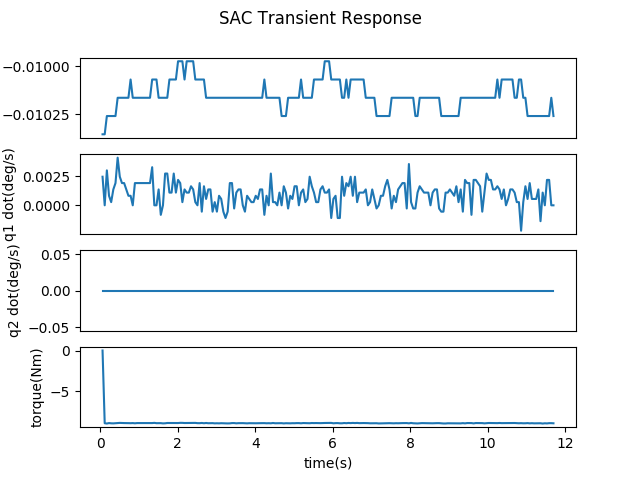 SAC Transient Response
−0.01000
−0.01025
q1 dot(deg/s)
0.0025
0.0000
q2 dot(deg/s)
0.05
0.00
−0.05
torque(Nm)
0
−5
0 2 4 6 8 10 12
time(s)